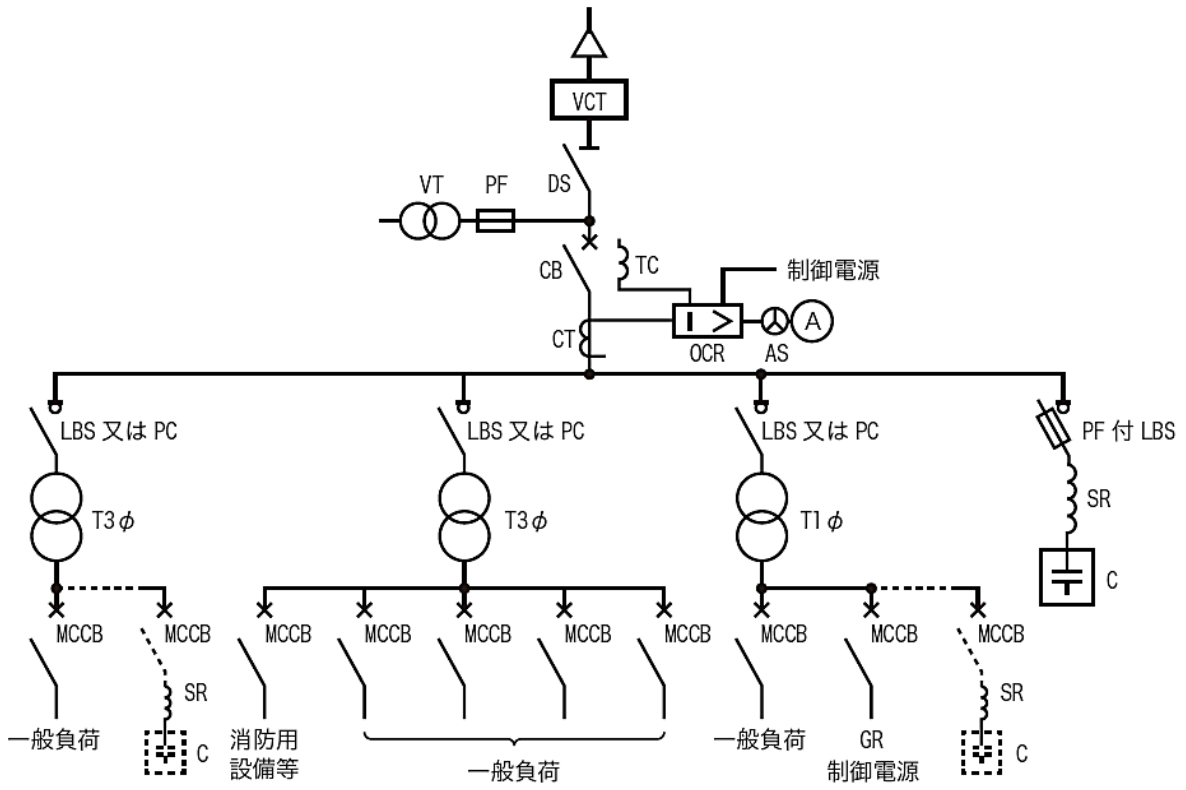 VCT
DS
VT
PF
CB
TC
制御電源
CT
OCR
AS
A
LBS 又は PC
LBS 又は PC
LBS 又は PC
PF 付 LBS
T3φ
T3φ
T1φ
SR
C
MCCB
MCCB
MCCB
MCCB
MCCB
MCCB
MCCB
MCCB
MCCB
MCCB
SR
SR
一般負荷
C
消防用
設備等
一般負荷
一般負荷
GR
制御電源
C